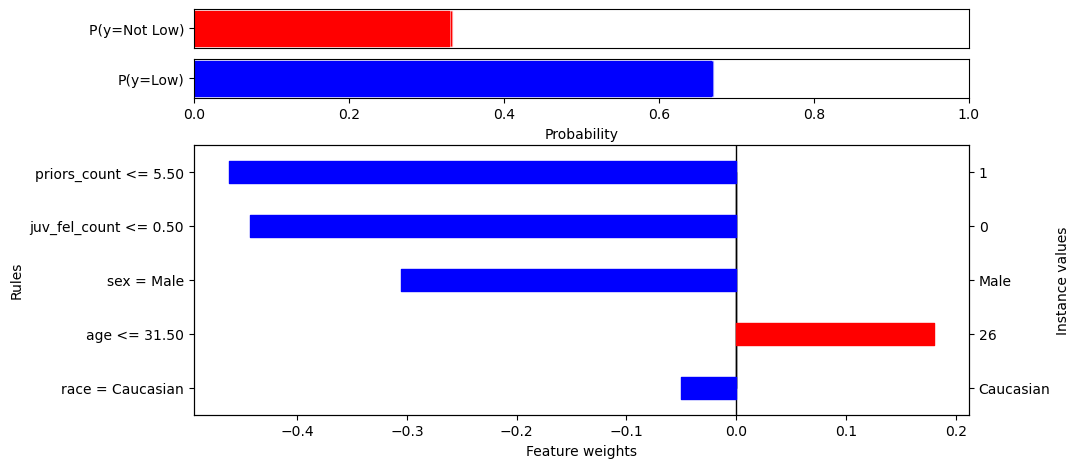 P(y=Not Low)
P(y=Low)
0.0 0.2 0.4 0.6 0.8 1.0
Probability
priors_count <= 5.50 1
juv_fel_count <= 0.50 0
sex = Male Male
age <= 31.50 26
race = Caucasian Caucasian
Rules
Instance values
−0.4 −0.3 −0.2 −0.1 0.0 0.1 0.2
Feature weights